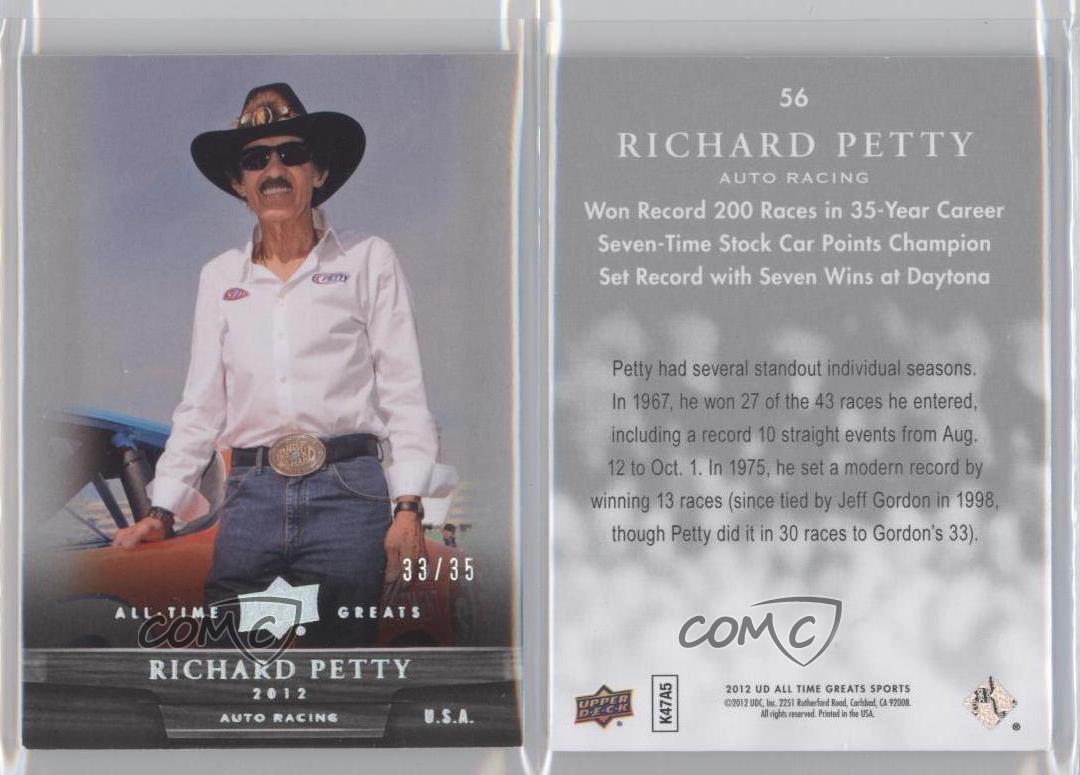 STP
PETTY
33/35
ALL-TIME GREATS
COMC
RICHARD PETTY
2012
AUTO RACING
U.S.A.
56
RICHARD PETTY
AUTO RACING
Won Record 200 Races in 35-Year Career
Seven-Time Stock Car Points Champion
Set Record with Seven Wins at Daytona
Petty had several standout individual seasons.
In 1967, he won 27 of the 43 races he entered,
including a record 10 straight events from Aug.
12 to Oct. 1. In 1975, he set a modern record by
winning 13 races (since tied by Jeff Gordon in 1998,
though Petty did it in 30 races to Gordon's 33).
COMC
UPPER
DECK
K47A5
2012 UD ALL TIME GREATS SPORTS
©2012 UDC, Inc. 2251 Rutherford Road, Carlsbad, CA 92008.
All rights reserved. Printed in the USA.
®